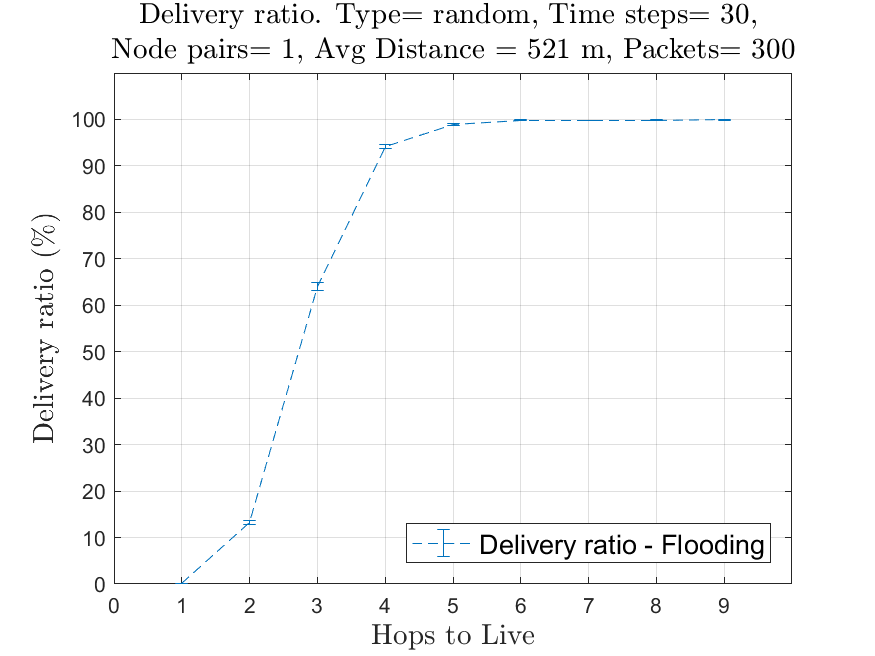 Delivery ratio. Type= random, Time steps= 30,
Node pairs= 1, Avg Distance = 521 m, Packets= 300
Delivery ratio (%)
100
90
80
70
60
50
40
30
20
10
0
Delivery ratio - Flooding
0 1 2 3 4 5 6 7 8 9
Hops to Live